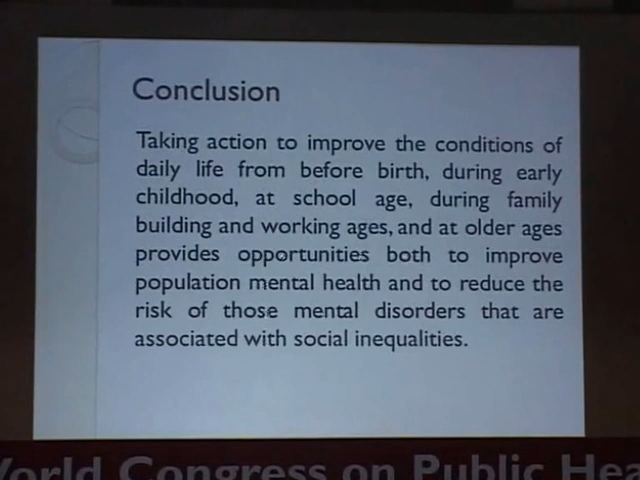 Conclusion
Taking action to improve the conditions of
daily life from before birth, during early
childhood, at school age, during family
building and working ages, and at older ages
provides opportunities both to improve
population mental health and to reduce the
risk of those mental disorders that are
associated with social inequalities.
World Congress on Public Hea